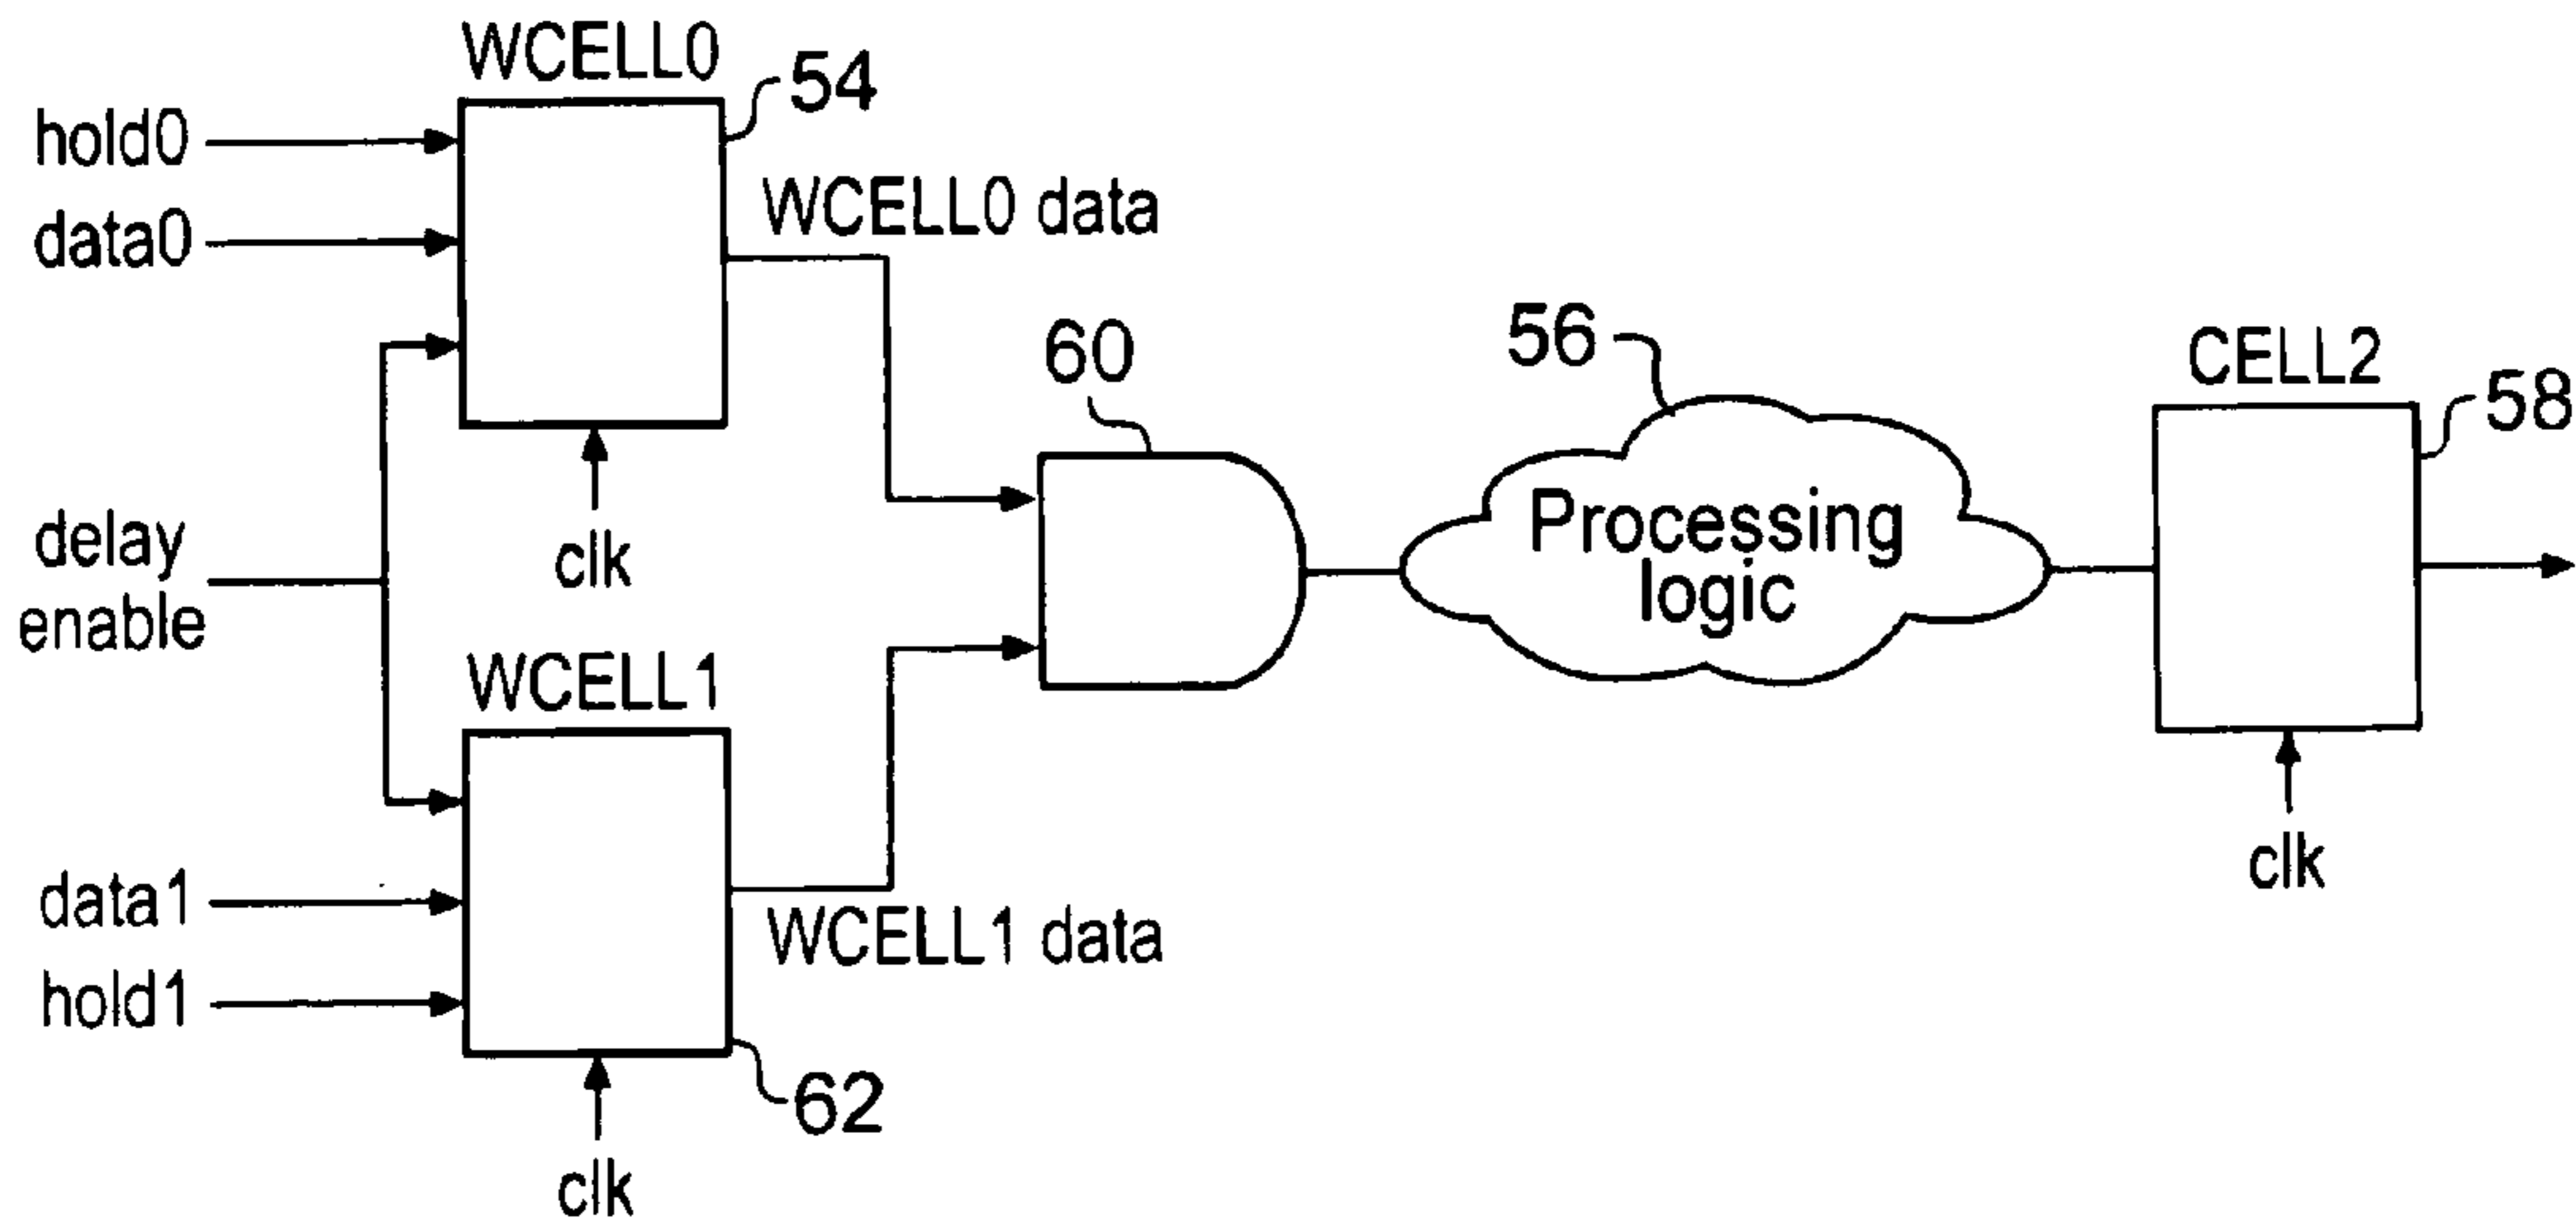 WCELL0
54
hold0
data0
WCELL0 data
clk
delay
enable
60
56
Processing
logic
CELL2
58
clk
WCELL1
data1
hold1
WCELL1 data
62
clk